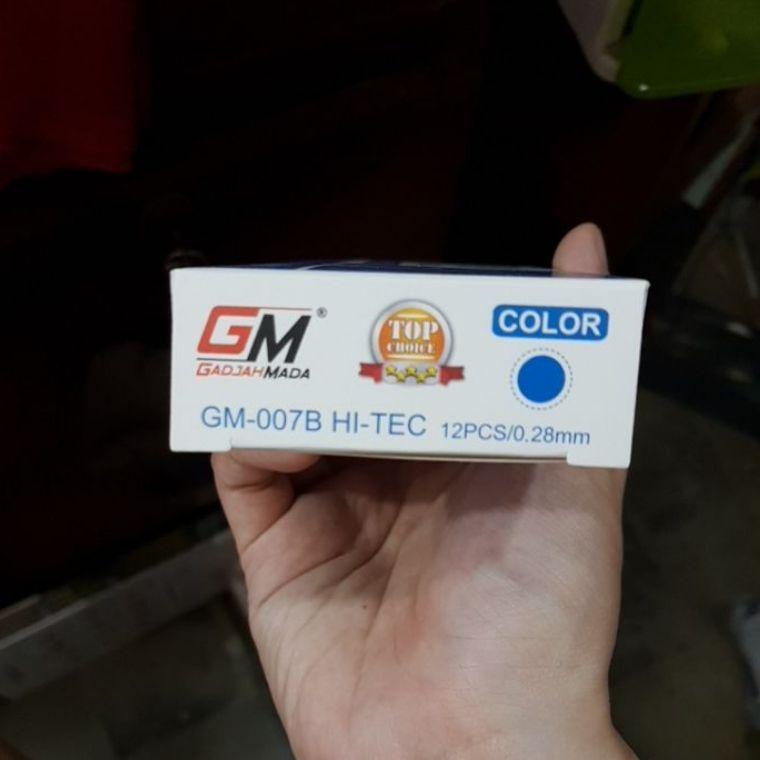 GM®
GADJAHMADA
TOP
CHOICE
COLOR
GM-007B HI-TEC 12PCS/0.28mm